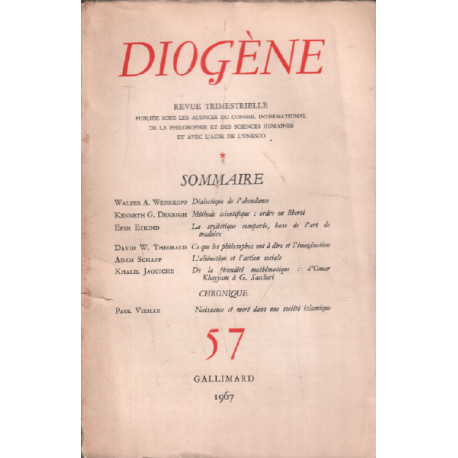 DIOGÈNE
REVUE TRIMESTRIELLE
PUBLIÉE SOUS LES AUSPICES DU CONSEIL INTERNATIONAL
DE LA PHILOSOPHIE ET DES SCIENCES HUMAINES
ET AVEC L'AIDE DE L'UNESCO
SOMMAIRE
WALTER A. WEISSKOPF Dialectique de l'abondance
KENNETH G. DENBIGH Méthode scientifique : ordre ou liberté
EFIM ETKIND La stylistique comparée, base de l'art de
traduire
DAVID W. THEOBALD Ce que les philosophes ont à dire et l'imagination
ADAM SCHAFF L'aliénation et l'action sociale
KHALIL JAOUICHE De la fécondité mathématique : d'Omar
Khayyam à G. Saccheri
CHRONIQUE
PAUL VIEILLE Naissance et mort dans une société islamique
57
GALLIMARD
1967